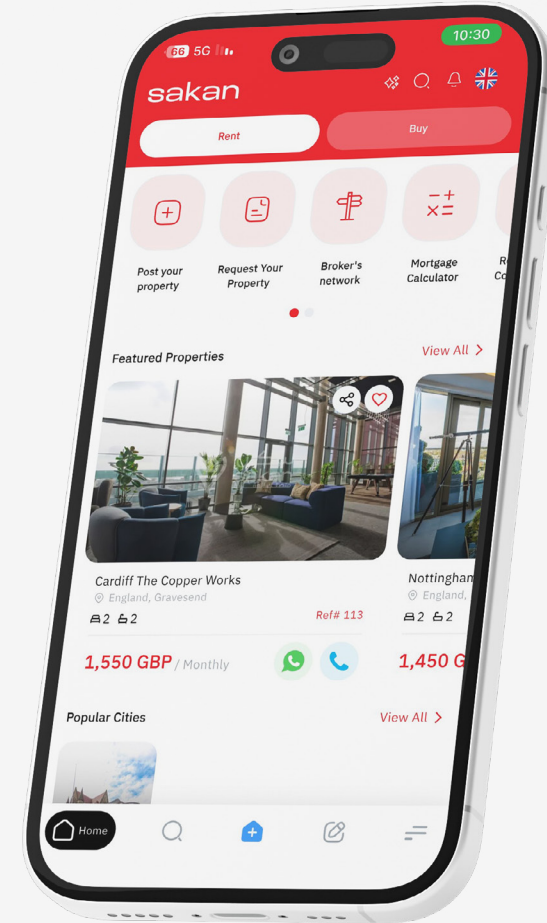 66 5G
10:30
sakan
Rent
Buy
Post your
property
Request Your
Property
Broker's
network
Mortgage
Calculator
Featured Properties
View All
Cardiff The Copper Works
England, Gravesend
2 2
Ref# 113
1,550 GBP / Monthly
England,
2 2
1,450
Popular Cities
View All
Home